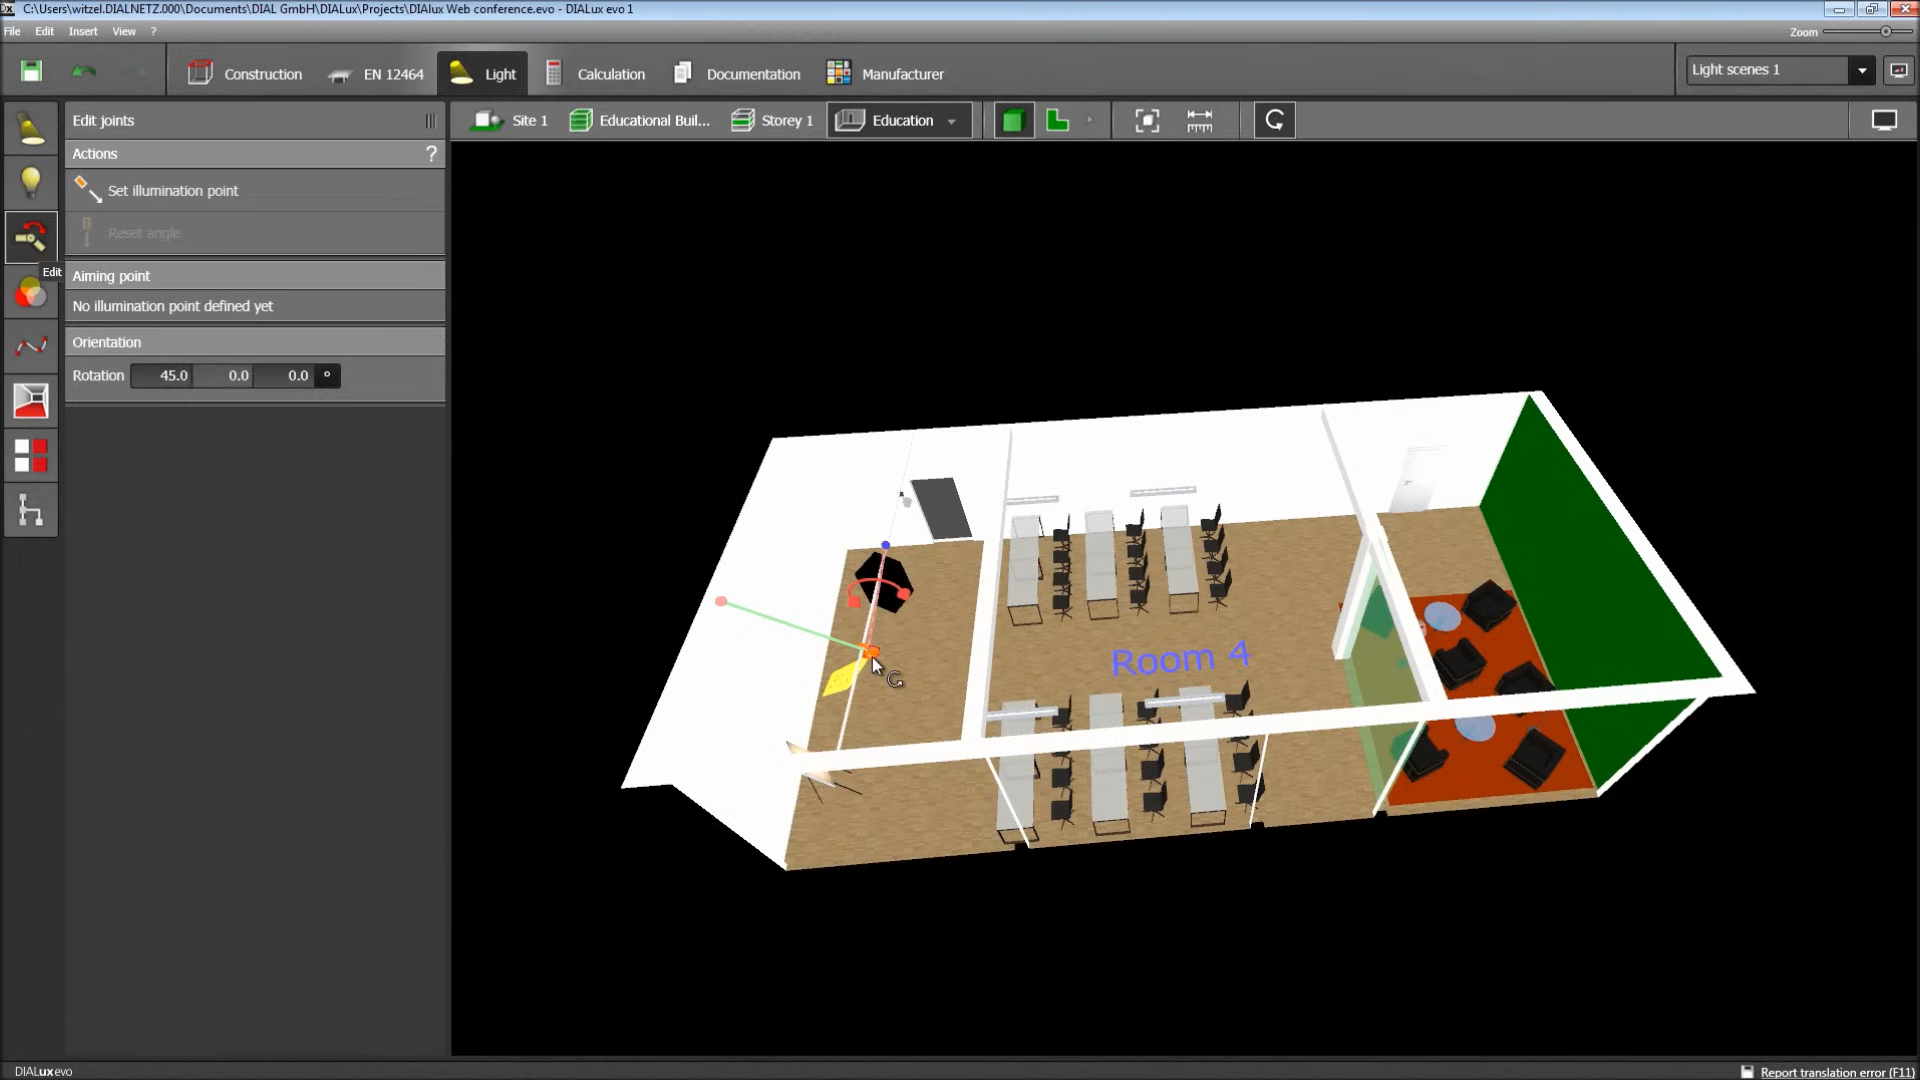 C:\Users\witzel.DIALNETZ.000\Documents\DIAL GmbH\DIALux\Projects\DIAlux Web conference.evo - DIALux evo 1
File Edit Insert View ?
Zoom
Construction EN 12464 Light Calculation Documentation Manufacturer
Light scenes 1
Edit joints
Site 1 Educational Buil... Storey 1 Education
Actions ?
Set illumination point
Reset angle
Edit
Aiming point
No illumination point defined yet
Orientation
Rotation 45.0 0.0 0.0 °
Room 4
DIALux evo
Report translation error (F11)